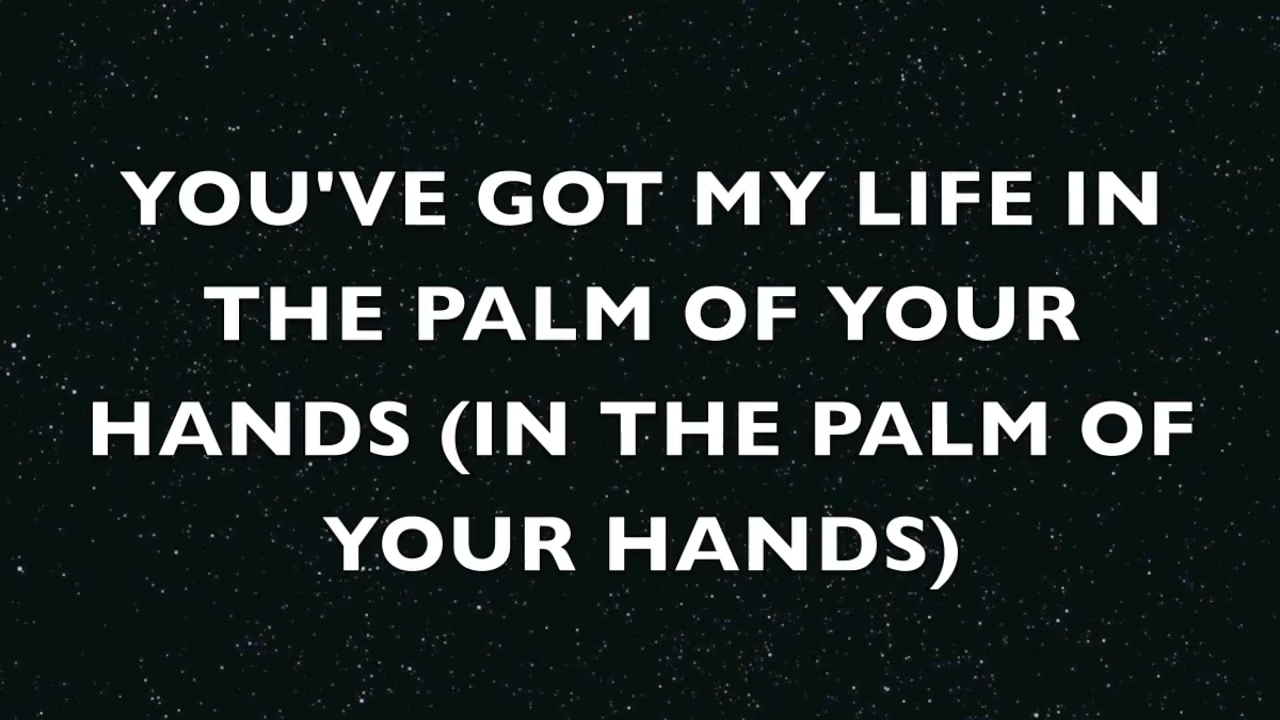 YOU'VE GOT MY LIFE IN
THE PALM OF YOUR
HANDS (IN THE PALM OF
YOUR HANDS)